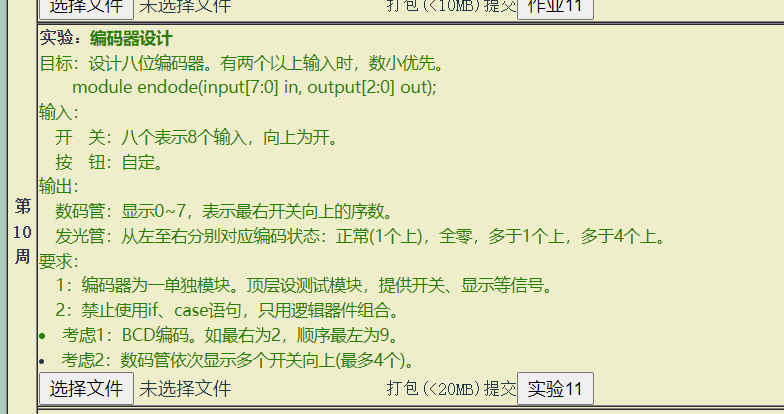 选择文件 未选择文件 打包(<10MB)提交 作业11
第10周
实验：编码器设计
目标：设计八位编码器。有两个以上输入时，数小优先。
module endode(input[7:0] in, output[2:0] out);
输入：
开 关：八个表示8个输入，向上为开。
按 钮：自定。
输出：
数码管：显示0~7，表示最右开关向上的序数。
发光管：从左至右分别对应编码状态：正常(1个上)，全零，多于1个上，多于4个上。
要求：
1：编码器为一单独模块。顶层设测试模块，提供开关、显示等信号。
2：禁止使用if、case语句，只用逻辑器件组合。
• 考虑1：BCD编码。如最右为2，顺序最左为9。
• 考虑2：数码管依次显示多个开关向上(最多4个)。
选择文件 未选择文件 打包(<20MB)提交 实验11